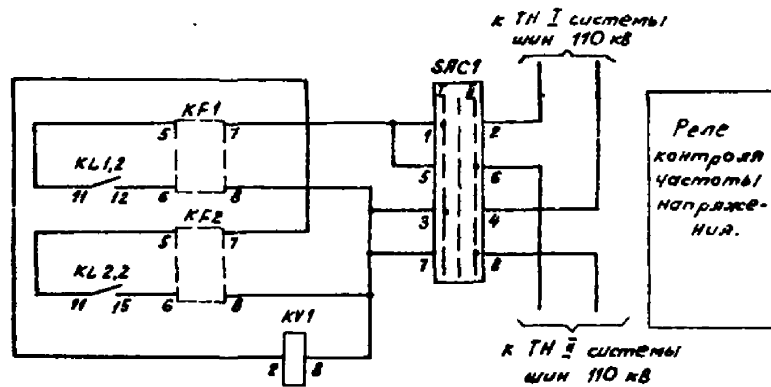 к ТН I системы
шин 110 кв
SAC1
I II
KF1
5 7
1 2
KL1,2
5 6
11 12 6 8
KF2
3 4
5 7
7 8
KL2,2
11 15 6 8
KV1
2 8
Реле
контроля
частоты
напряже-
ния.
к ТН II системы
шин 110 кв